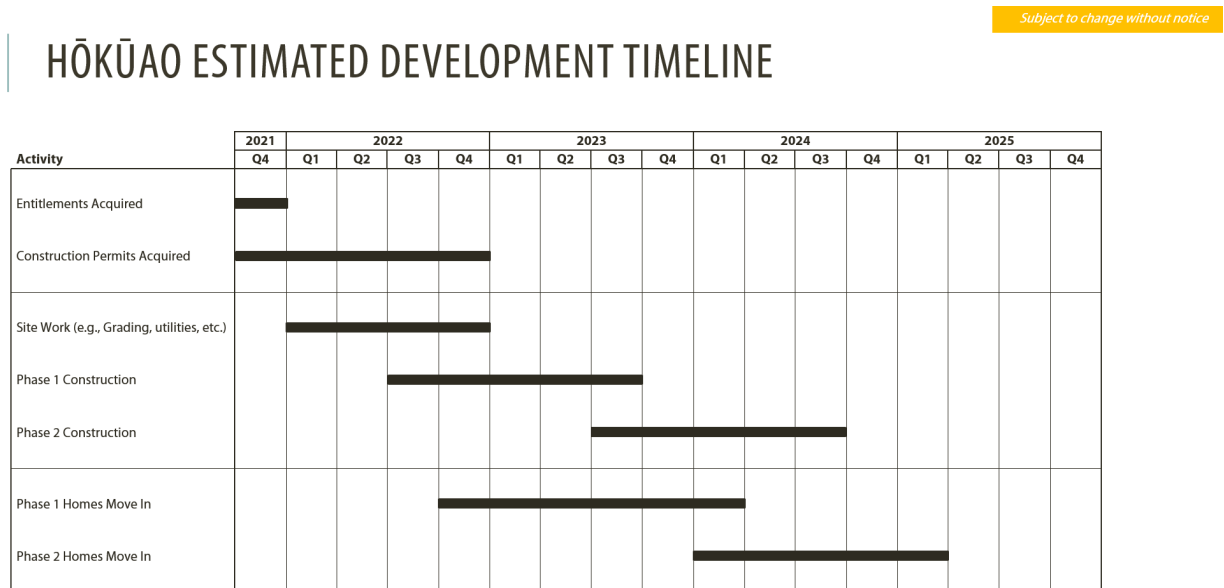 Subject to change without notice
HŌKŪAO ESTIMATED DEVELOPMENT TIMELINE
2021 2022 2023 2024 2025
Activity Q4 Q1 Q2 Q3 Q4 Q1 Q2 Q3 Q4 Q1 Q2 Q3 Q4 Q1 Q2 Q3 Q4
Entitlements Acquired
Construction Permits Acquired
Site Work (e.g., Grading, utilities, etc.)
Phase 1 Construction
Phase 2 Construction
Phase 1 Homes Move In
Phase 2 Homes Move In